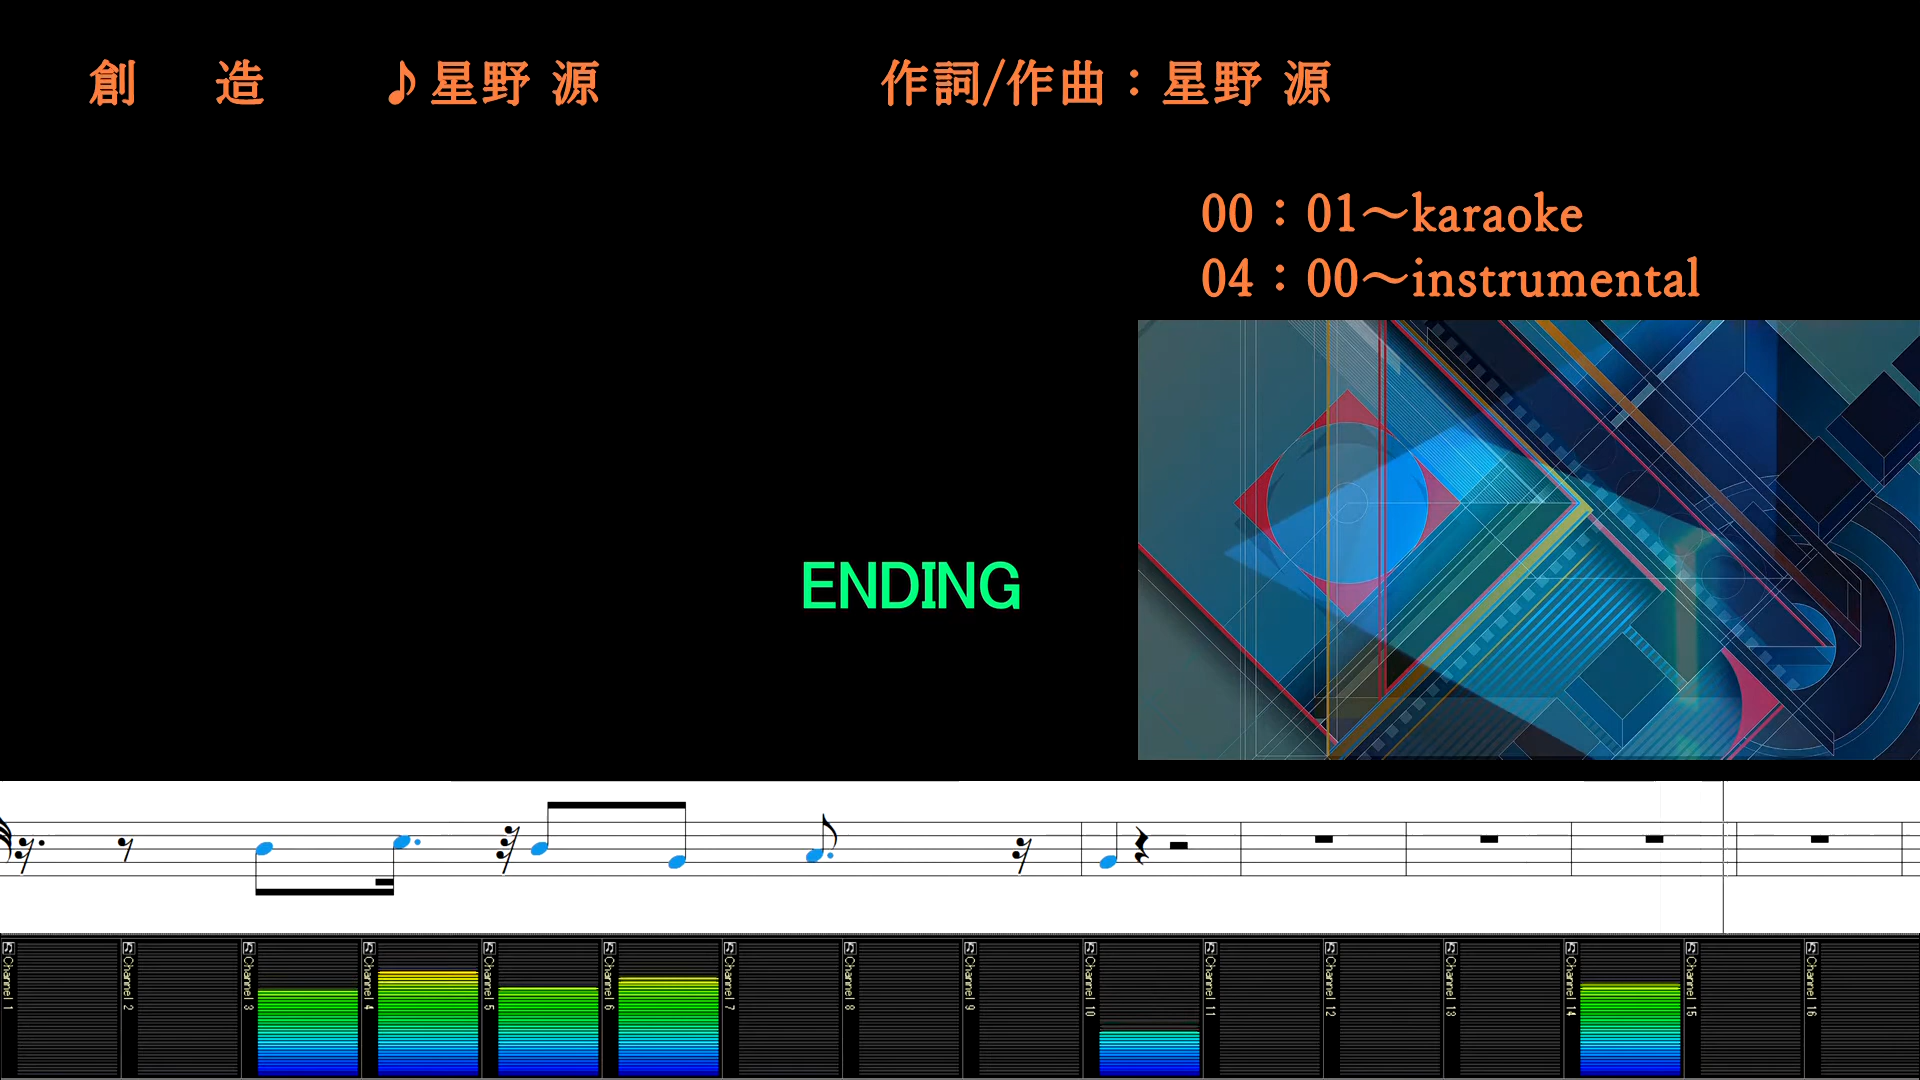 創 造 ♪星野 源 作詞/作曲：星野 源
00：01～karaoke
04：00～instrumental
ENDING
Channel 1
Channel 2
Channel 3
Channel 4
Channel 5
Channel 6
Channel 7
Channel 8
Channel 9
Channel 10
Channel 11
Channel 12
Channel 13
Channel 14
Channel 15
Channel 16